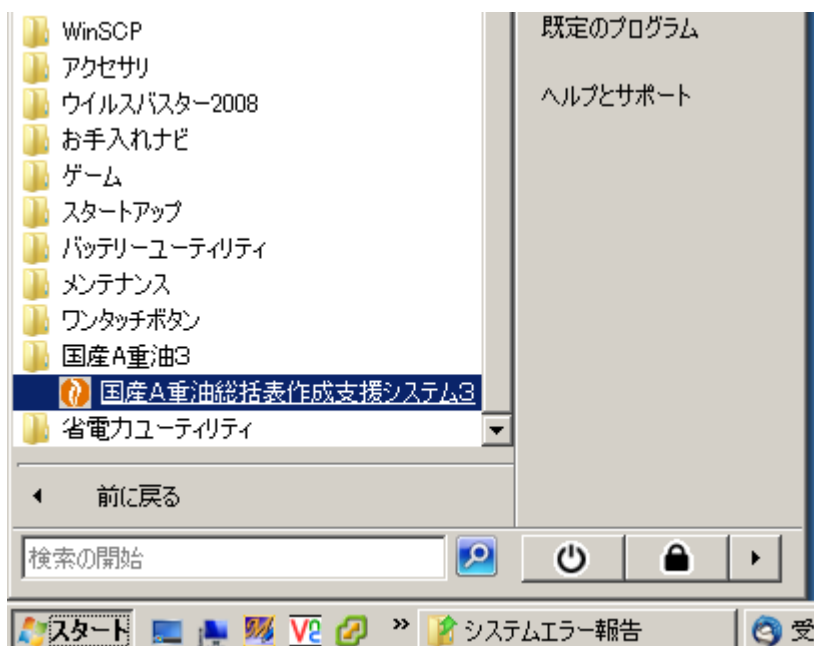 WinSCP
アクセサリ
ウイルスバスター2008
お手入れナビ
ゲーム
スタートアップ
バッテリーユーティリティ
メンテナンス
ワンタッチボタン
国産A重油3
国産A重油総括表作成支援システム3
省電力ユーティリティ
前に戻る
検索の開始
既定のプログラム
ヘルプとサポート
スタート
V2
システムエラー報告
受